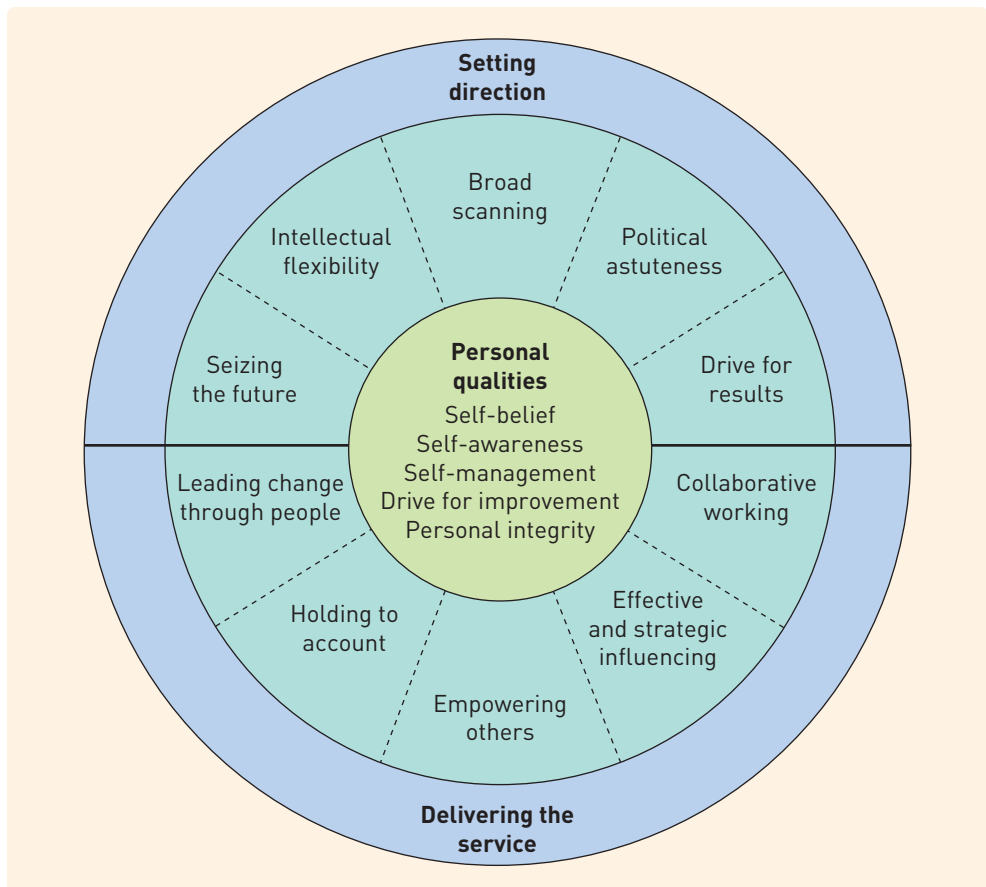 Setting
direction
Broad
scanning
Intellectual
flexibility
Political
astuteness
Seizing
the future
Drive for
results
Personal
qualities
Self-belief
Self-awareness
Self-management
Drive for improvement
Personal integrity
Leading change
through people
Collaborative
working
Holding to
account
Effective
and strategic
influencing
Empowering
others
Delivering the
service